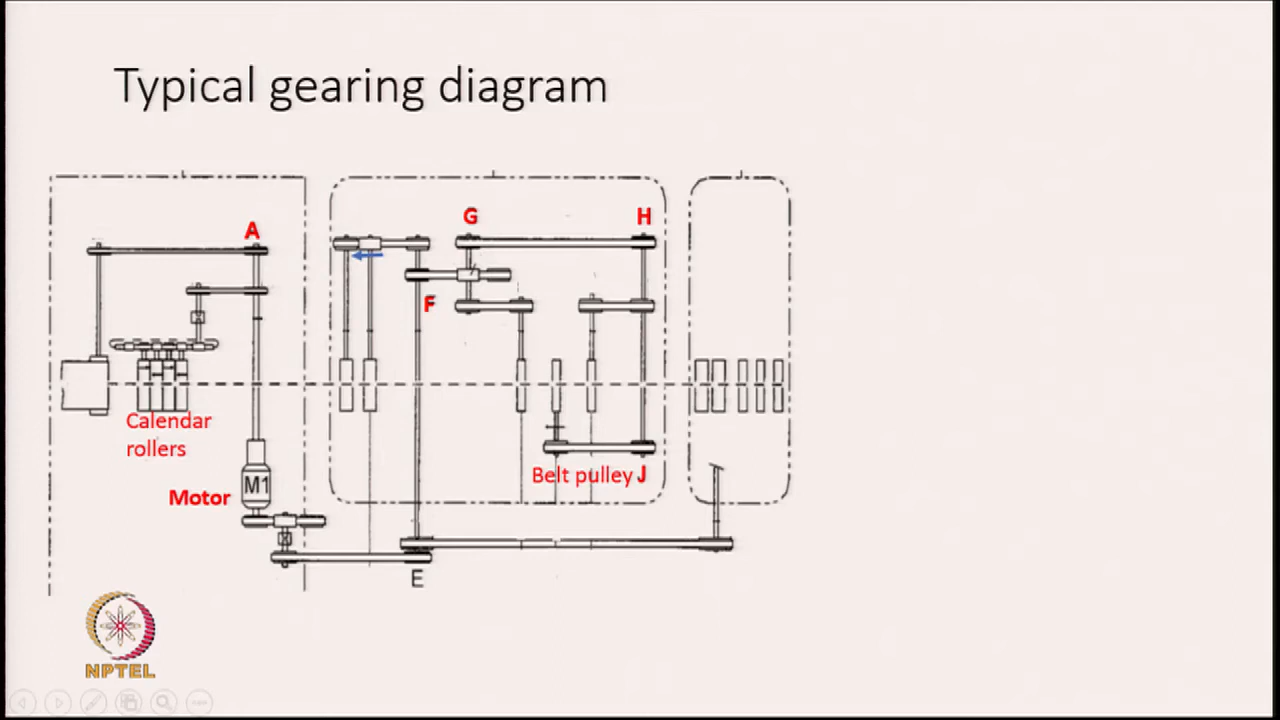 Typical gearing diagram
A
G
H
F
Calendar
rollers
M1
Motor
Belt pulley J
E
NPTEL